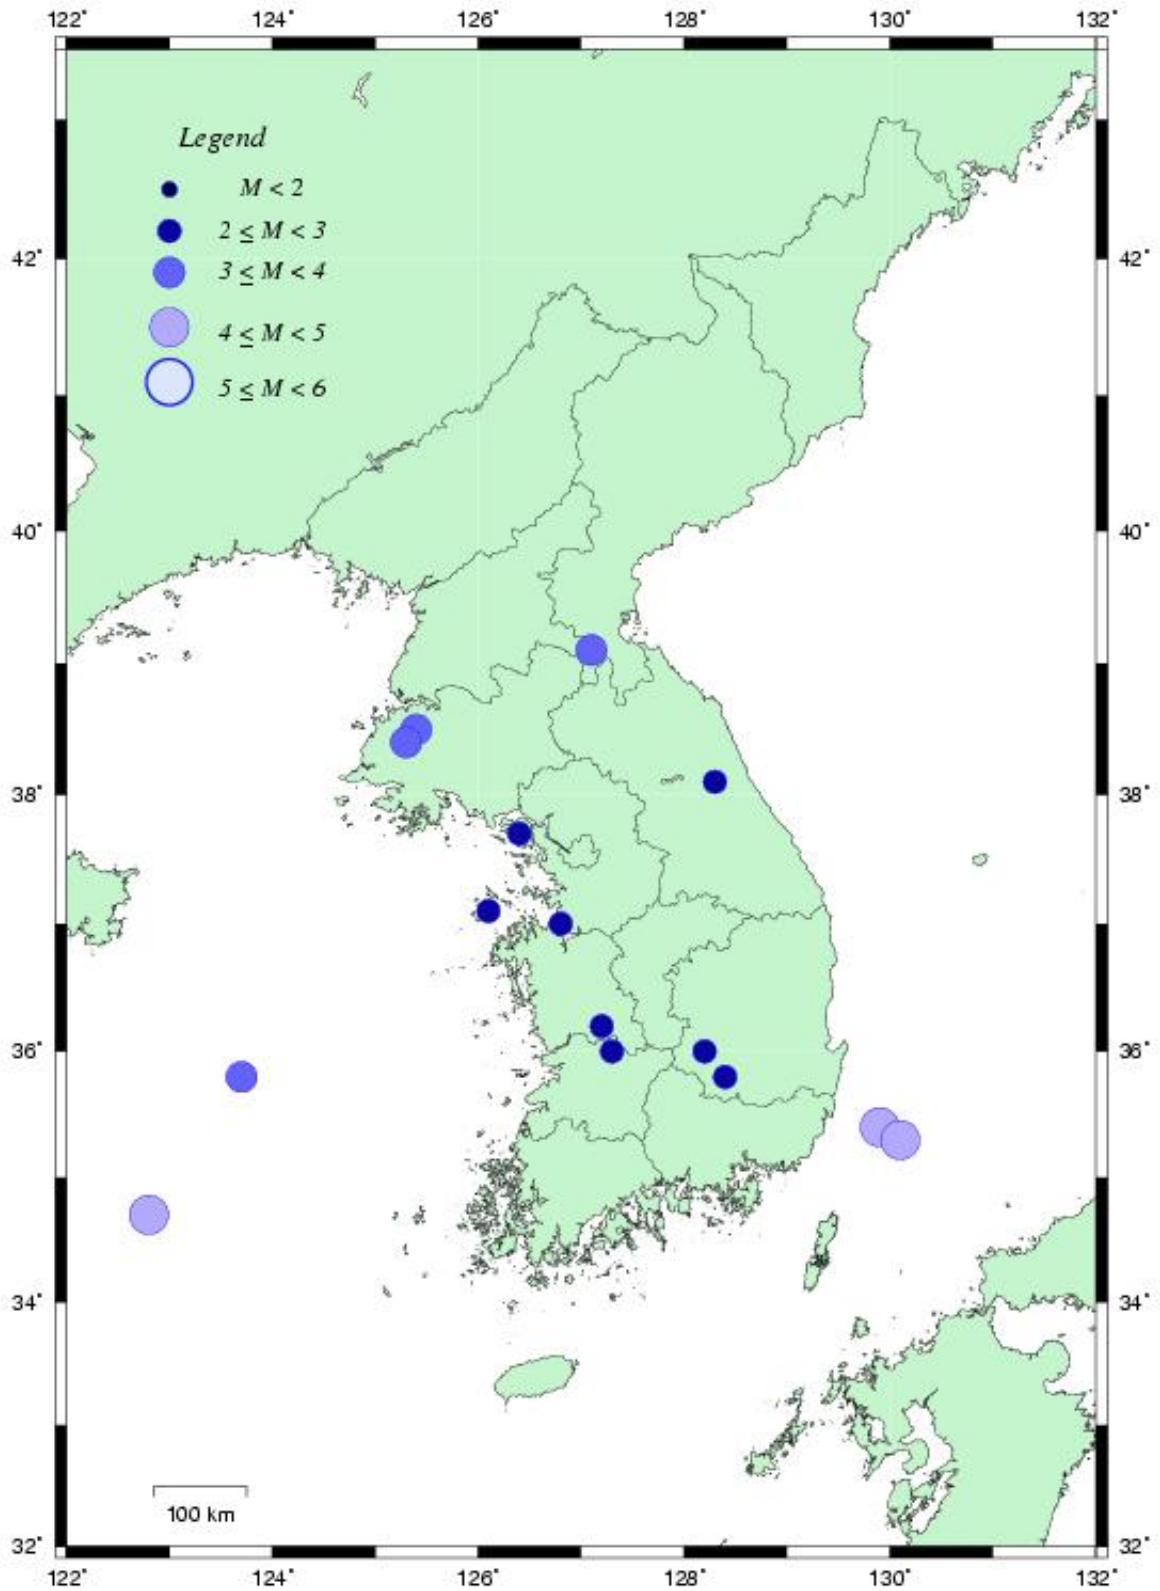 122° 124° 126° 128° 130° 132°
Legend
M < 2
2 ≤ M < 3
3 ≤ M < 4
4 ≤ M < 5
5 ≤ M < 6
42° 42°
40° 40°
38° 38°
36° 36°
34° 34°
100 km
32° 32°
122° 124° 126° 128° 130° 132°